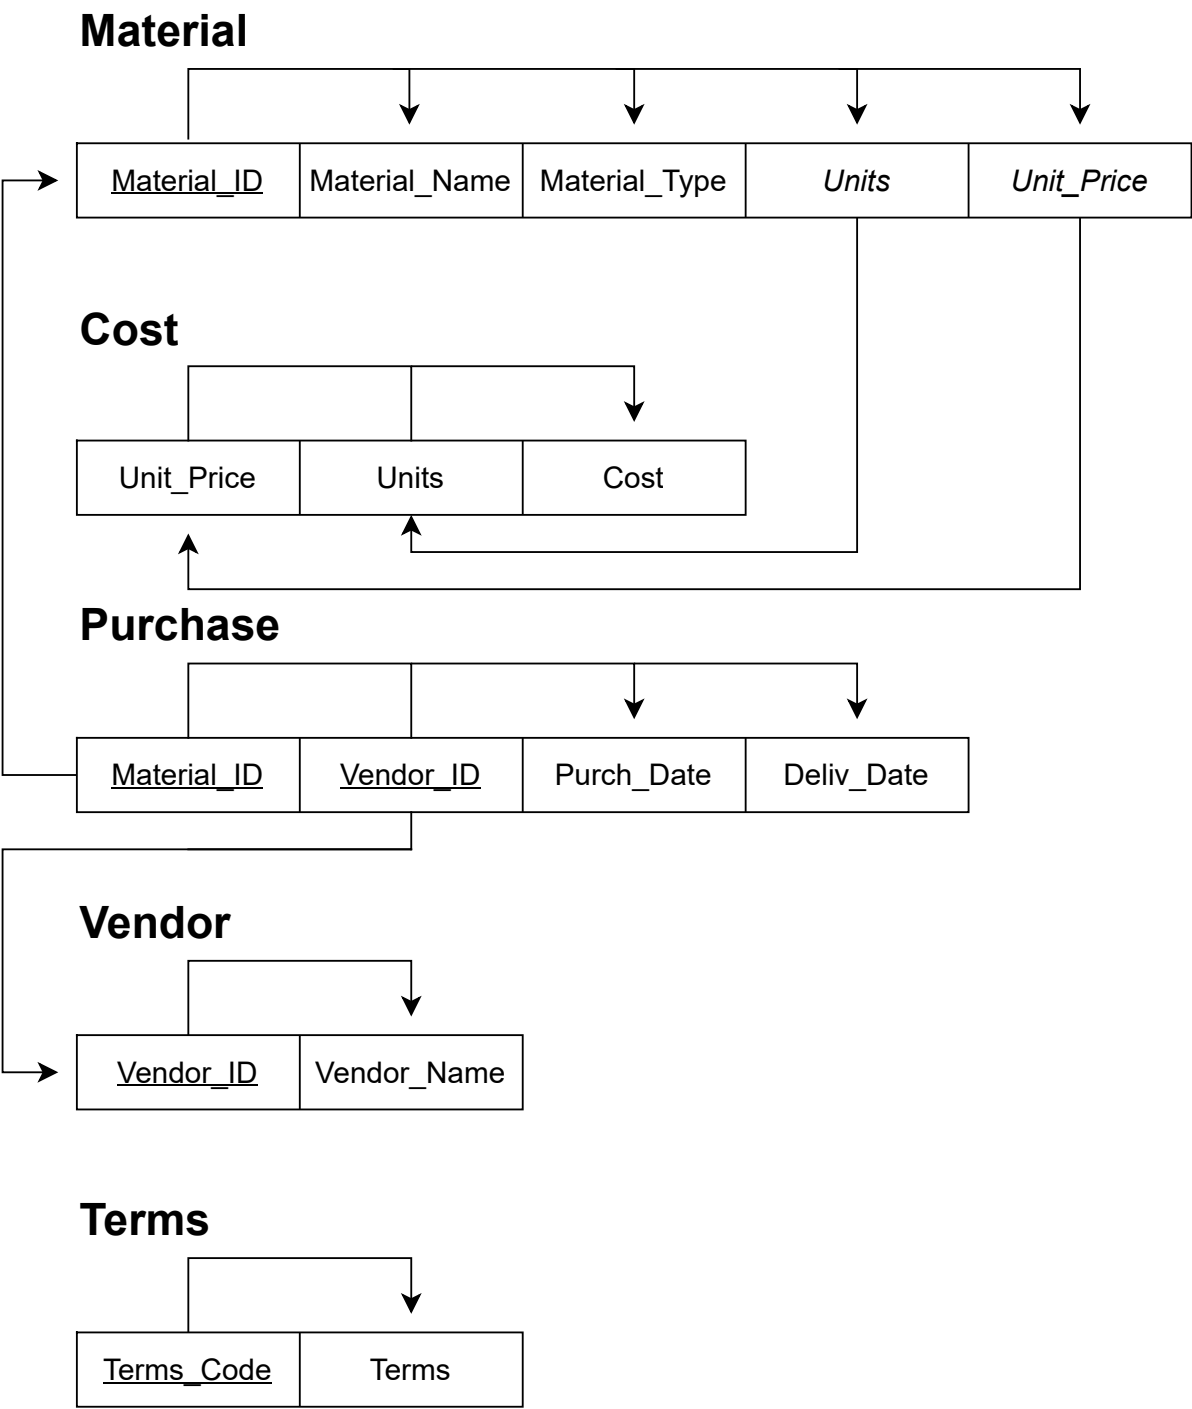 Material
Material_ID Material_Name Material_Type Units Unit_Price
Cost
Unit_Price Units Cost
Purchase
Material_ID Vendor_ID Purch_Date Deliv_Date
Vendor
Vendor_ID Vendor_Name
Terms
Terms_Code Terms